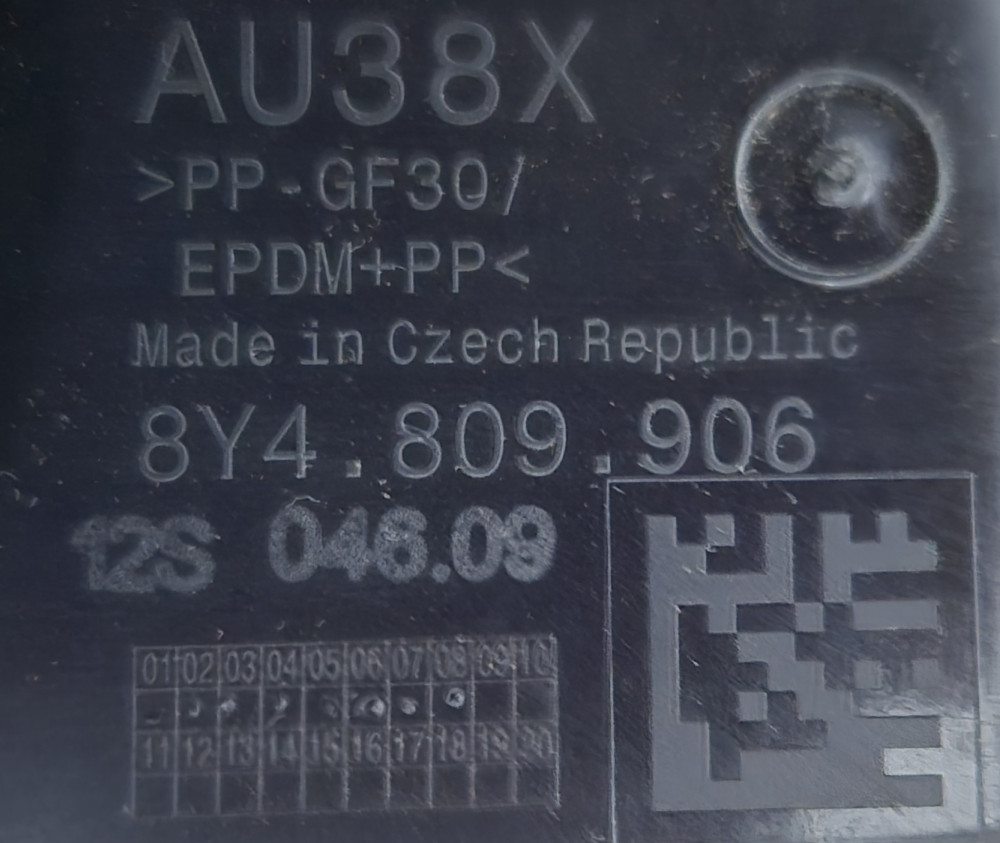 AU38X
>PP-GF30/
EPDM+PP<
Made in Czech Republic
8Y4.809.906
12S 046.09
01 02 03 04 05 06 07 08 09 10
11 12 13 14 15 16 17 18 19 20